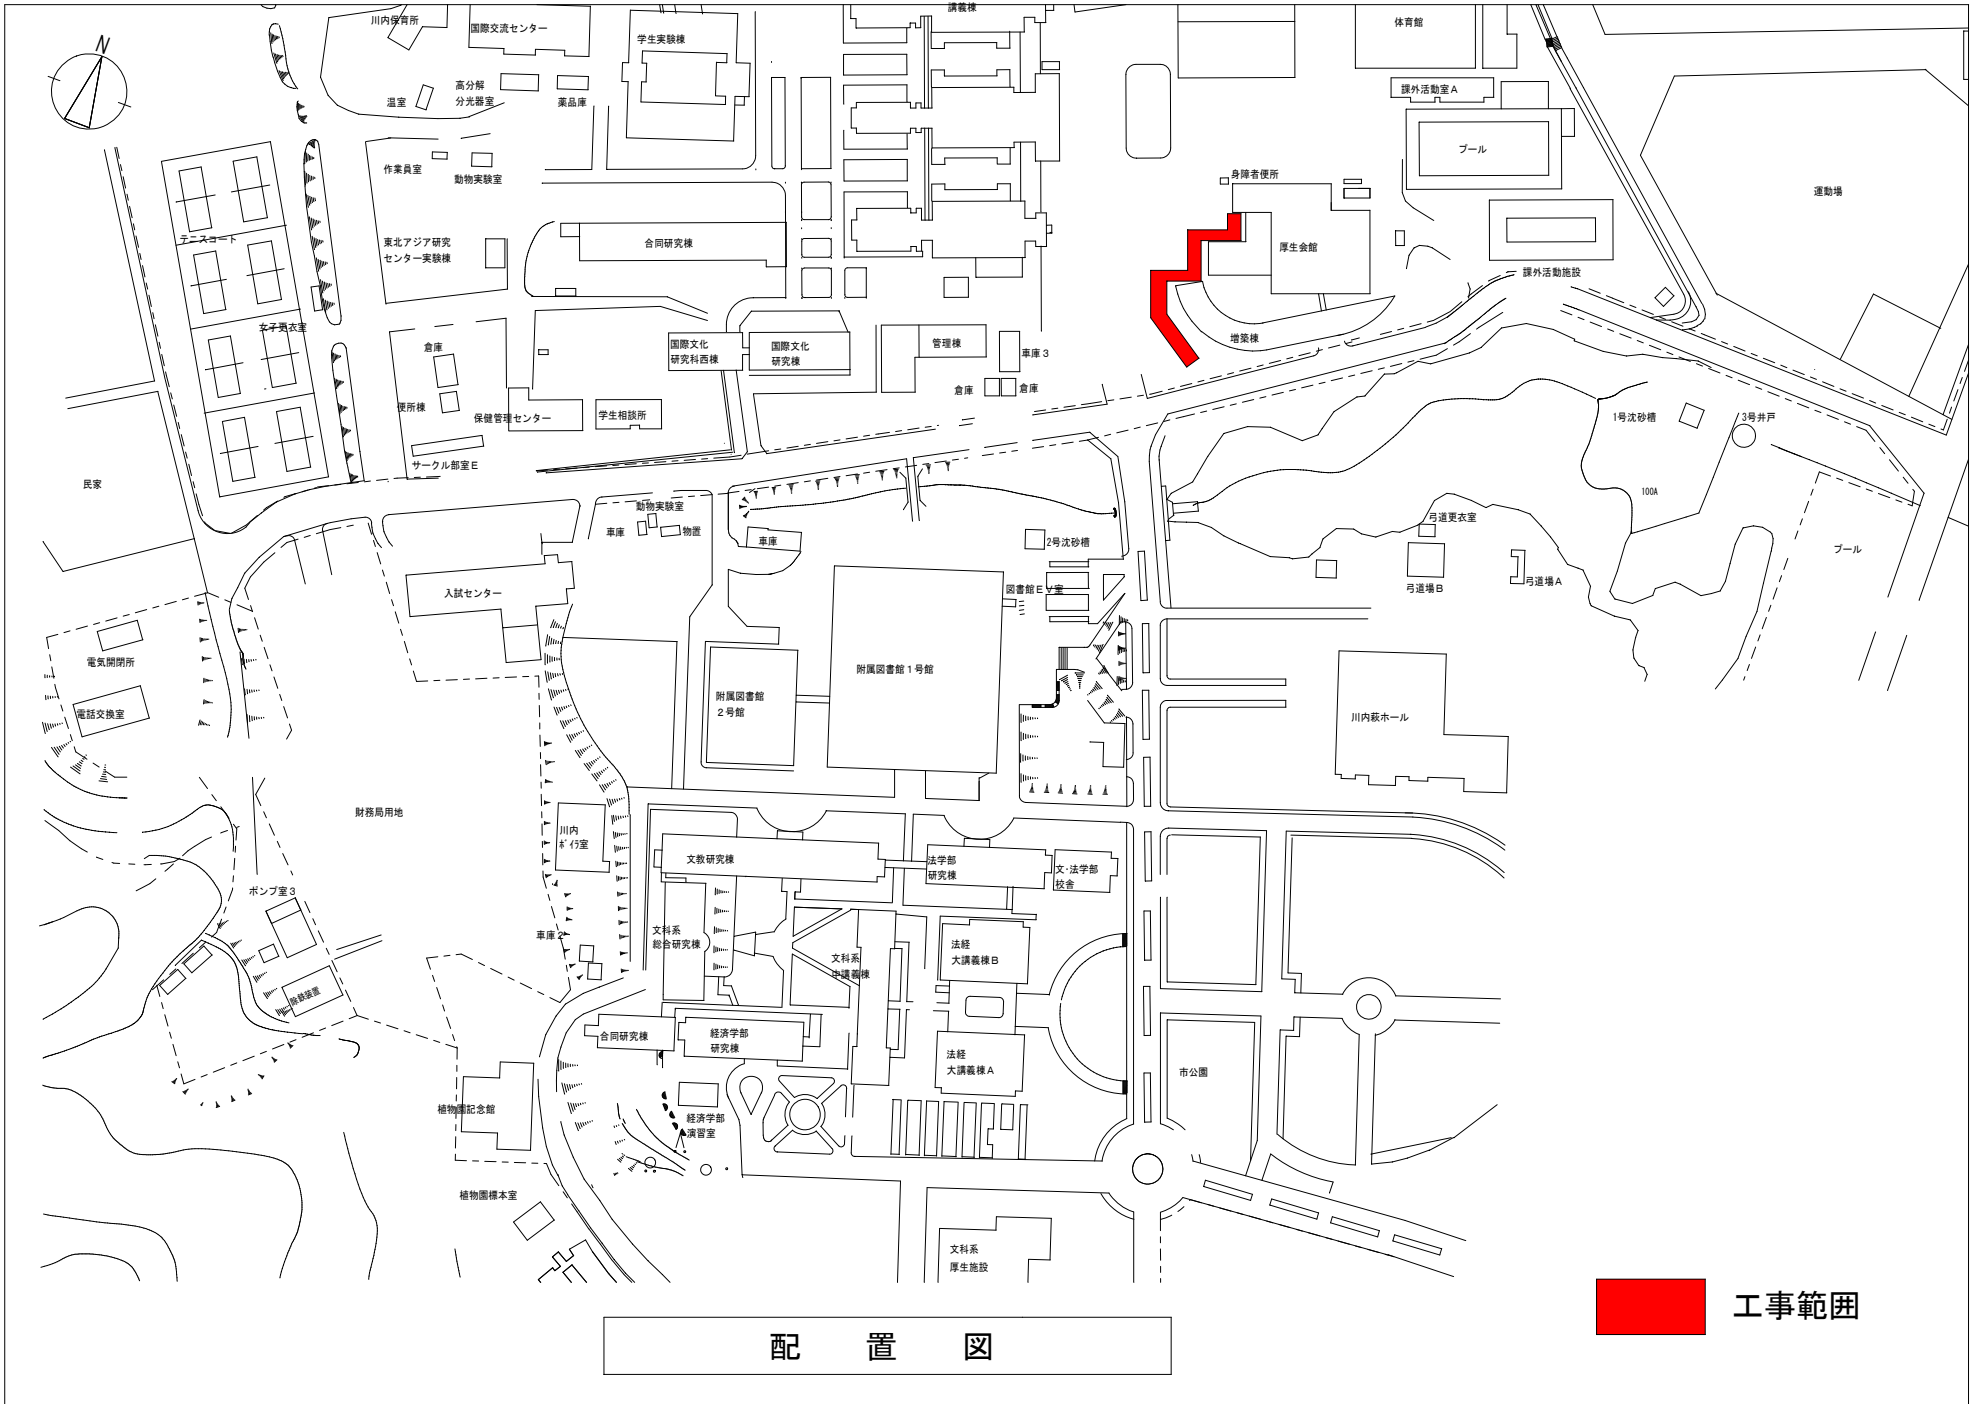 講義棟
川内保育所
国際交流センター
体育館
学生実験棟
N
高分解
分光器室
温室
薬品庫
課外活動室A
プール
作業員室
動物実験室
身障者便所
運動場
テニスコート
東北アジア研究
センター実験棟
合同研究棟
厚生会館
課外活動施設
女子更衣室
倉庫
国際文化
研究科西棟
国際文化
研究棟
管理棟
車庫3
増築棟
倉庫
倉庫
便所棟
保健管理センター
学生相談所
1号沈砂槽
3号井戸
サークル部室E
民家
100A
動物実験室
車庫
物置
車庫
2号沈砂槽
弓道更衣室
プール
入試センター
図書館EV室
弓道場B
弓道場A
電気開閉所
附属図書館1号館
附属図書館
2号館
電話交換室
川内萩ホール
財務局用地
川内
ボイラ室
文教研究棟
法学部
研究棟
文・法学部
校舎
ポンプ室3
車庫2
文科系
総合研究棟
文科系
中講義棟
法経
大講義棟B
除鉄装置
合同研究棟
経済学部
研究棟
法経
大講義棟A
市公園
植物園記念館
経済学部
演習室
植物園標本室
文科系
厚生施設
工事範囲
配置図